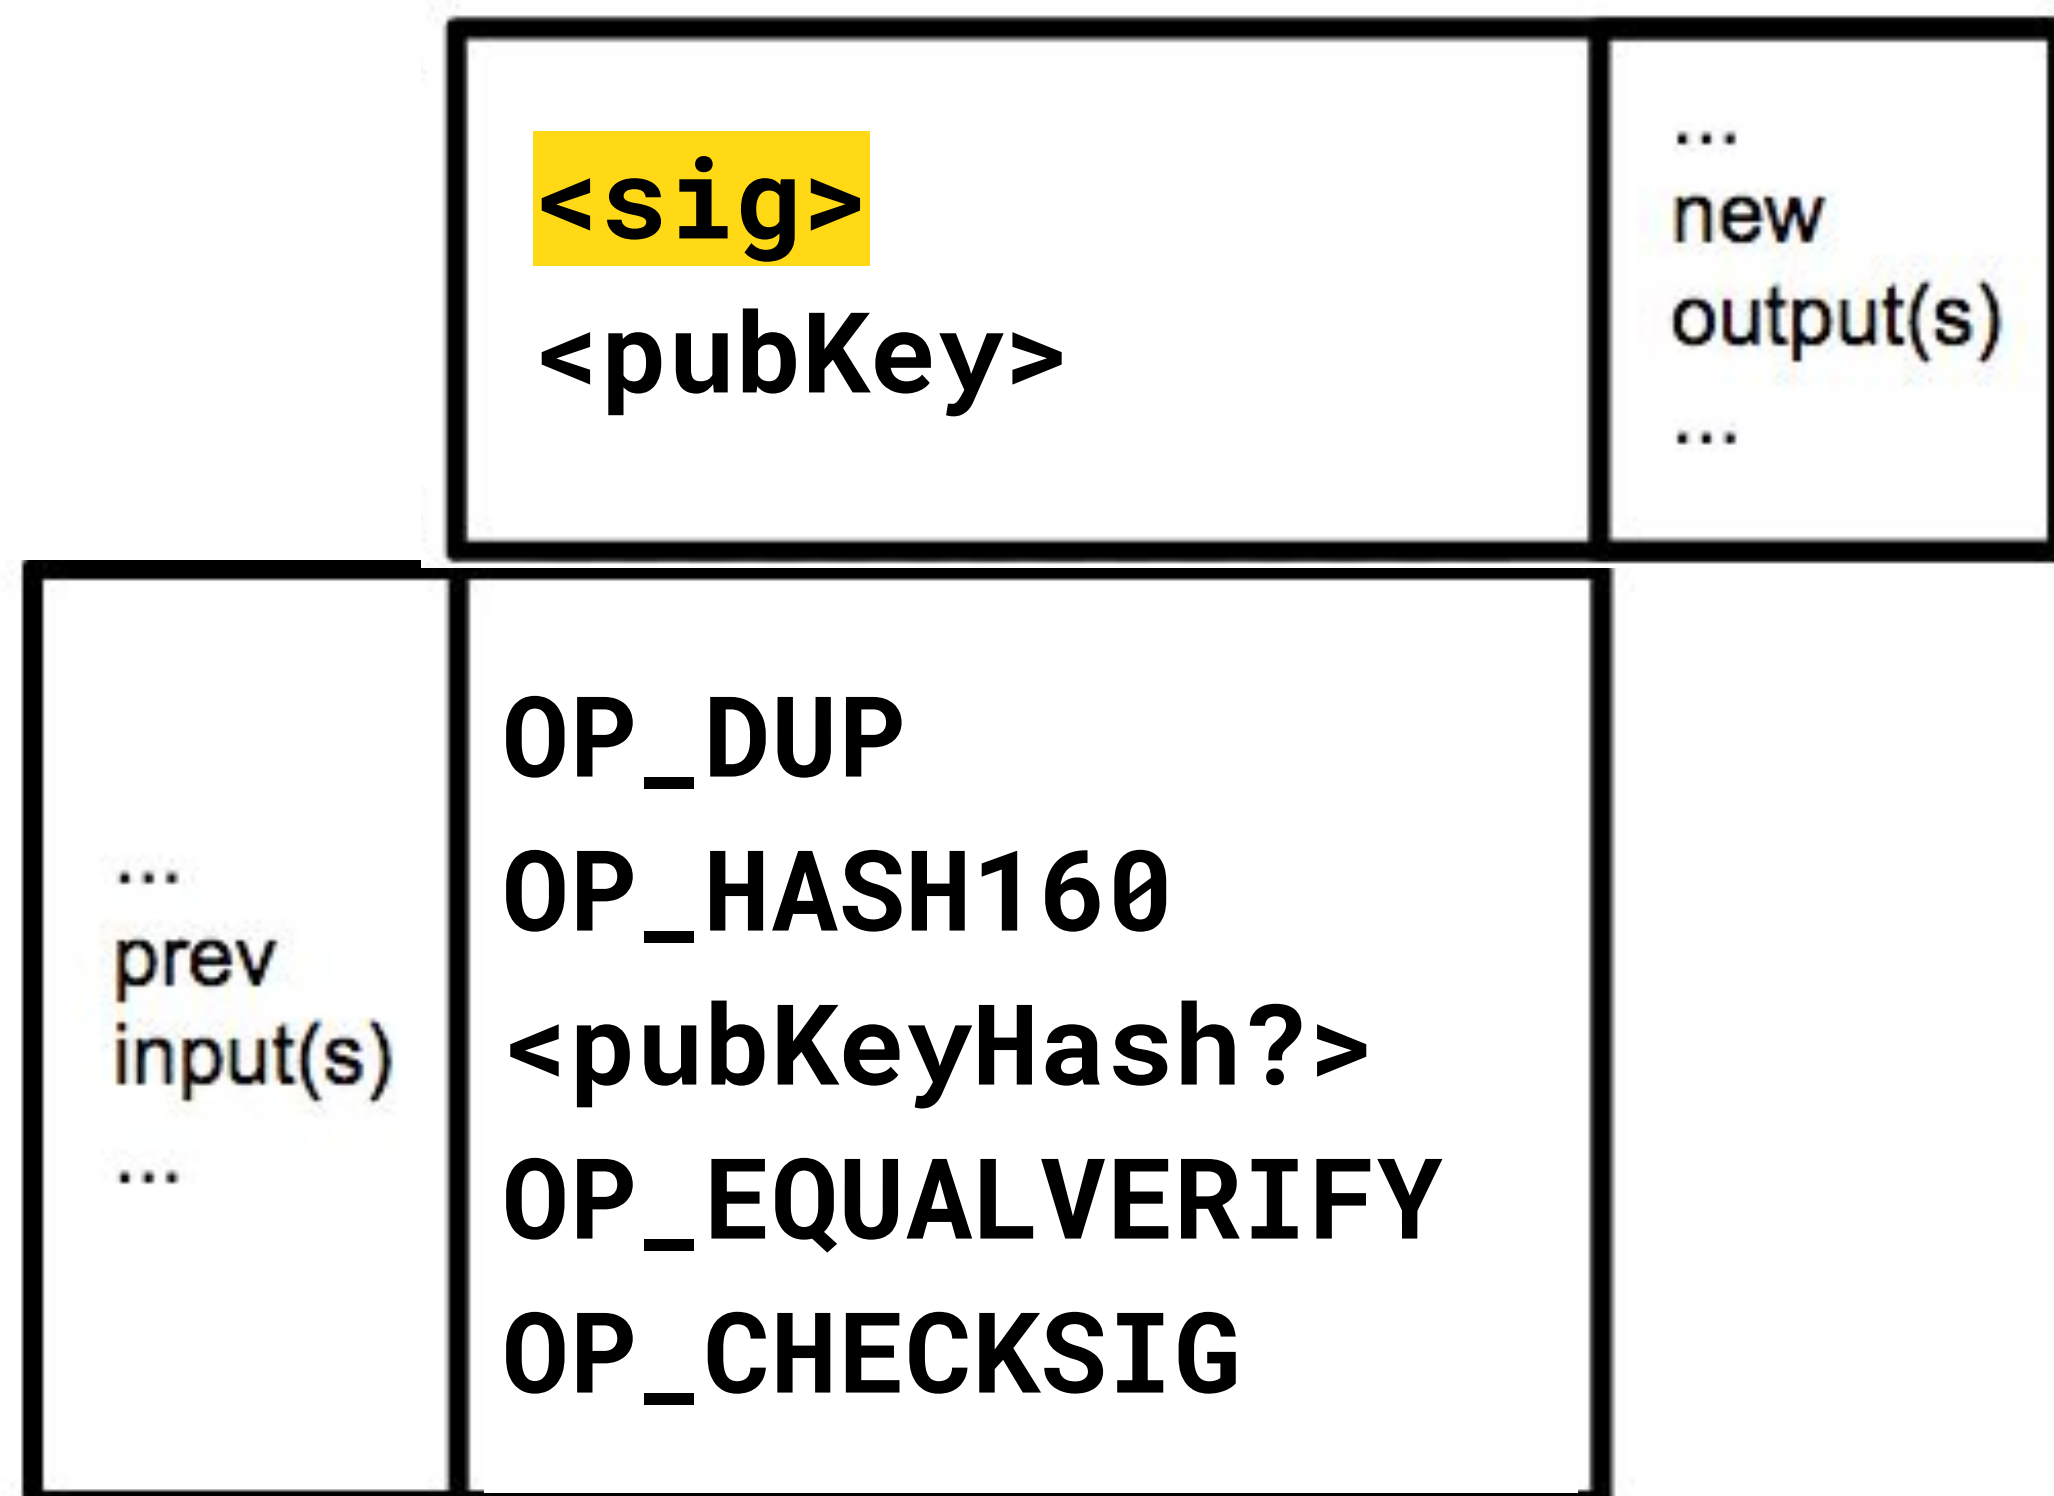 <sig>
<pubKey>
...
new
output(s)
...
...
prev
input(s)
...
OP_DUP
OP_HASH160
<pubKeyHash?>
OP_EQUALVERIFY
OP_CHECKSIG